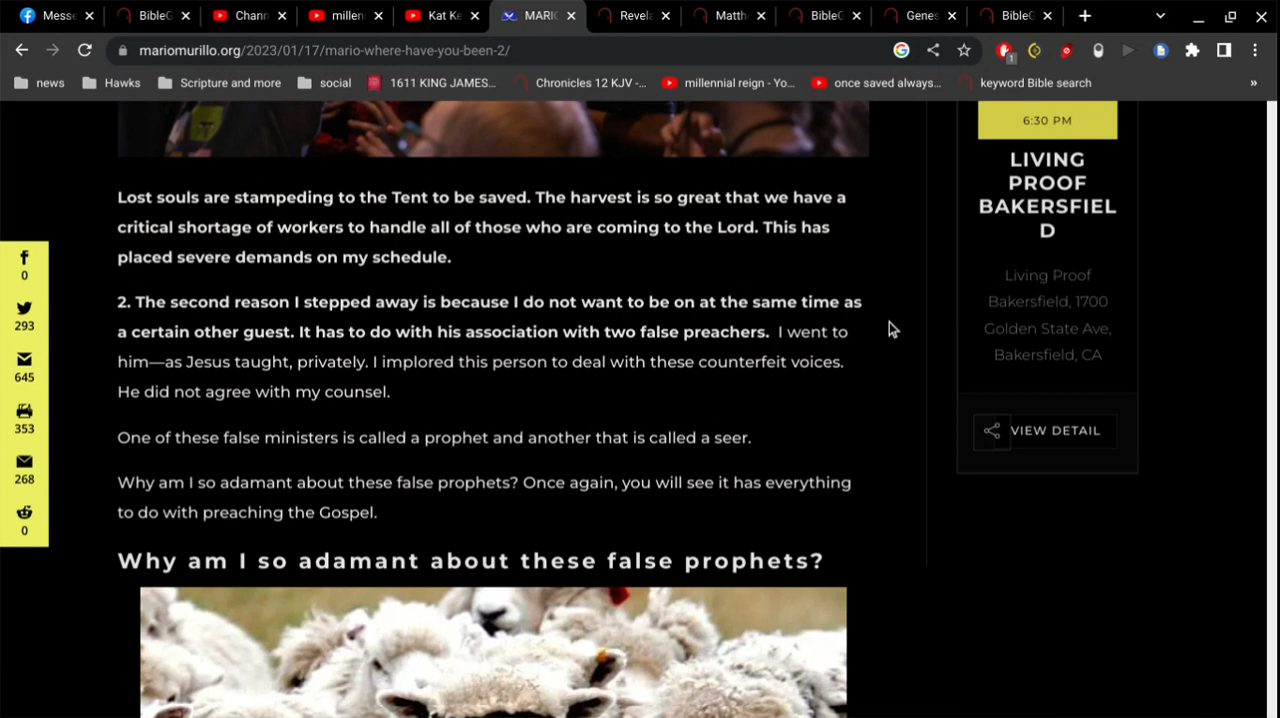 Messe
BibleG
Chann
millen
Kat Ke
MARIO
Revela
Matth
BibleG
Genes
BibleG
mariomurillo.org/2023/01/17/mario-where-have-you-been-2/
1
news
Hawks
Scripture and more
social
1611 KING JAMES...
Chronicles 12 KJV -...
millennial reign - Yo...
once saved always...
keyword Bible search
»
Lost souls are stampeding to the Tent to be saved. The harvest is so great that we have a
critical shortage of workers to handle all of those who are coming to the Lord. This has
placed severe demands on my schedule.
2. The second reason I stepped away is because I do not want to be on at the same time as
a certain other guest. It has to do with his association with two false preachers. I went to
him—as Jesus taught, privately. I implored this person to deal with these counterfeit voices.
He did not agree with my counsel.
One of these false ministers is called a prophet and another that is called a seer.
Why am I so adamant about these false prophets? Once again, you will see it has everything
to do with preaching the Gospel.
Why am I so adamant about these false prophets?
0
293
645
353
268
0
6:30 PM
LIVING
PROOF
BAKERSFIEL
D
Living Proof
Bakersfield, 1700
Golden State Ave,
Bakersfield, CA
VIEW DETAIL